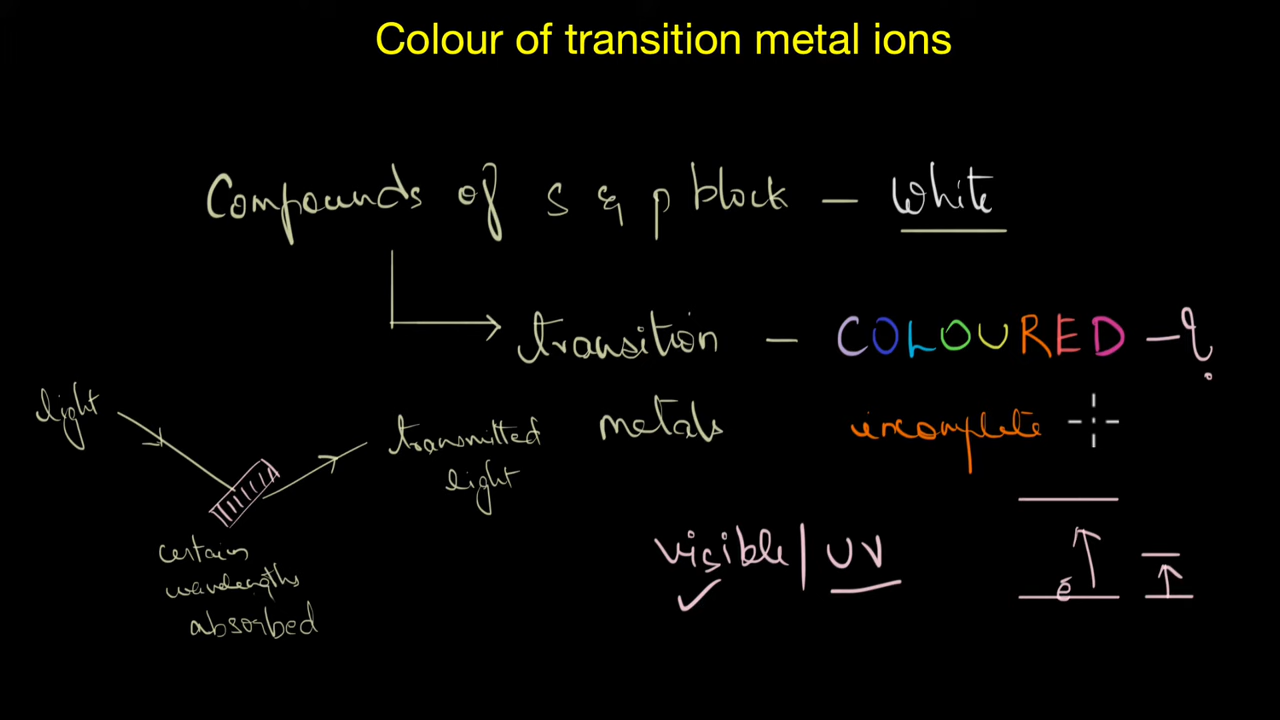 Colour of transition metal ions
Compounds of s & p block – white
transition – COLOURED – ?
metals
incomplete
light
transmitted
light
certain
wavelengths
absorbed
visible | UV
e